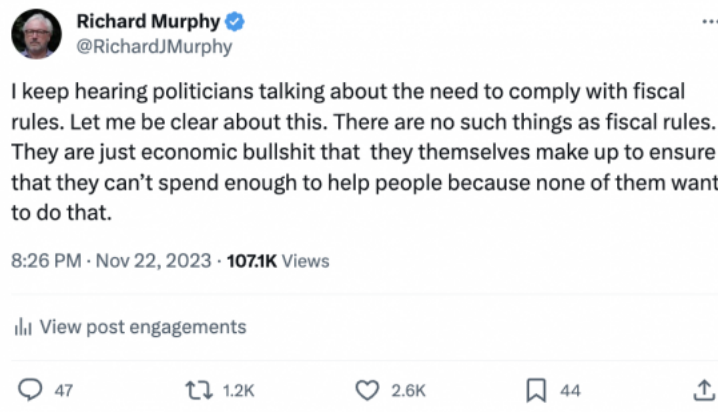 Richard Murphy
@RichardJMurphy
I keep hearing politicians talking about the need to comply with fiscal
rules. Let me be clear about this. There are no such things as fiscal rules.
They are just economic bullshit that they themselves make up to ensure
that they can’t spend enough to help people because none of them want
to do that.
8:26 PM · Nov 22, 2023 · 107.1K Views
View post engagements
47 1.2K 2.6K 44